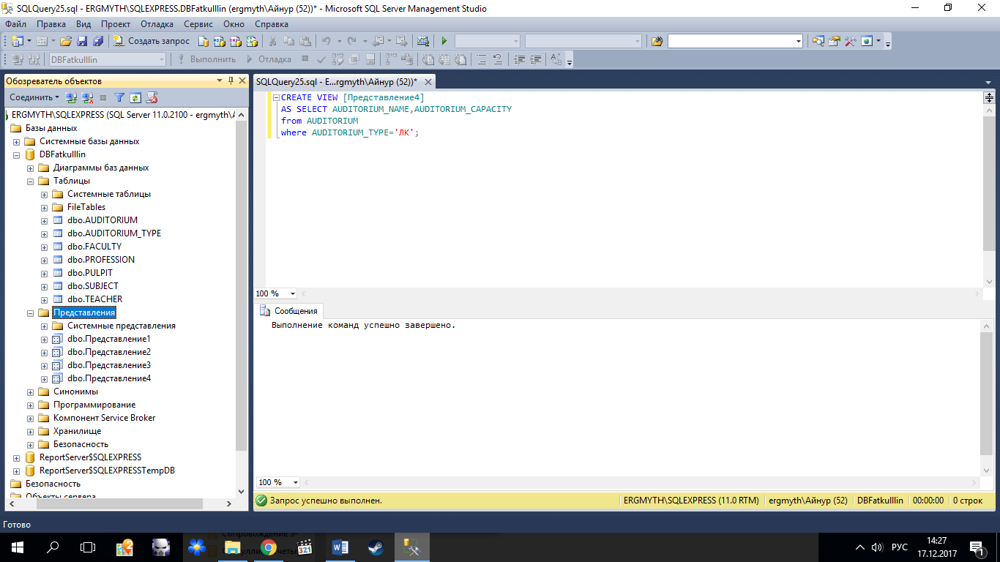 SQLQuery25.sql - ERGMYTH\SQLEXPRESS.DBFatkulllin (ergmyth\Айнур (52))* - Microsoft SQL Server Management Studio
Файл Правка Вид Проект Отладка Сервис Окно Справка
Создать запрос
DBFatkulllin Выполнить Отладка
Обозреватель объектов
Соединить
ERGMYTH\SQLEXPRESS (SQL Server 11.0.2100 - ergmyth\А
Базы данных
Системные базы данных
DBFatkulllin
Диаграммы баз данных
Таблицы
Системные таблицы
FileTables
dbo.AUDITORIUM
dbo.AUDITORIUM_TYPE
dbo.FACULTY
dbo.PROFESSION
dbo.PULPIT
dbo.SUBJECT
dbo.TEACHER
Представления
Системные представления
dbo.Представление1
dbo.Представление2
dbo.Представление3
dbo.Представление4
Синонимы
Программирование
Компонент Service Broker
Хранилище
Безопасность
ReportServer$SQLEXPRESS
ReportServer$SQLEXPRESSTempDB
Безопасность
Объекты сервера
SQLQuery25.sql - E...rgmyth\Айнур (52))*
CREATE VIEW [Представление4]
AS SELECT AUDITORIUM_NAME,AUDITORIUM_CAPACITY
from AUDITORIUM
where AUDITORIUM_TYPE='ЛК';
100 %
Сообщения
Выполнение команд успешно завершено.
100 %
Запрос успешно выполнен. ERGMYTH\SQLEXPRESS (11.0 RTM) ergmyth\Айнур (52) DBFatkulllin 00:00:00 0 строк
Готово
Сопровождение 3-
321
РУС
14:27
17.12.2017
1